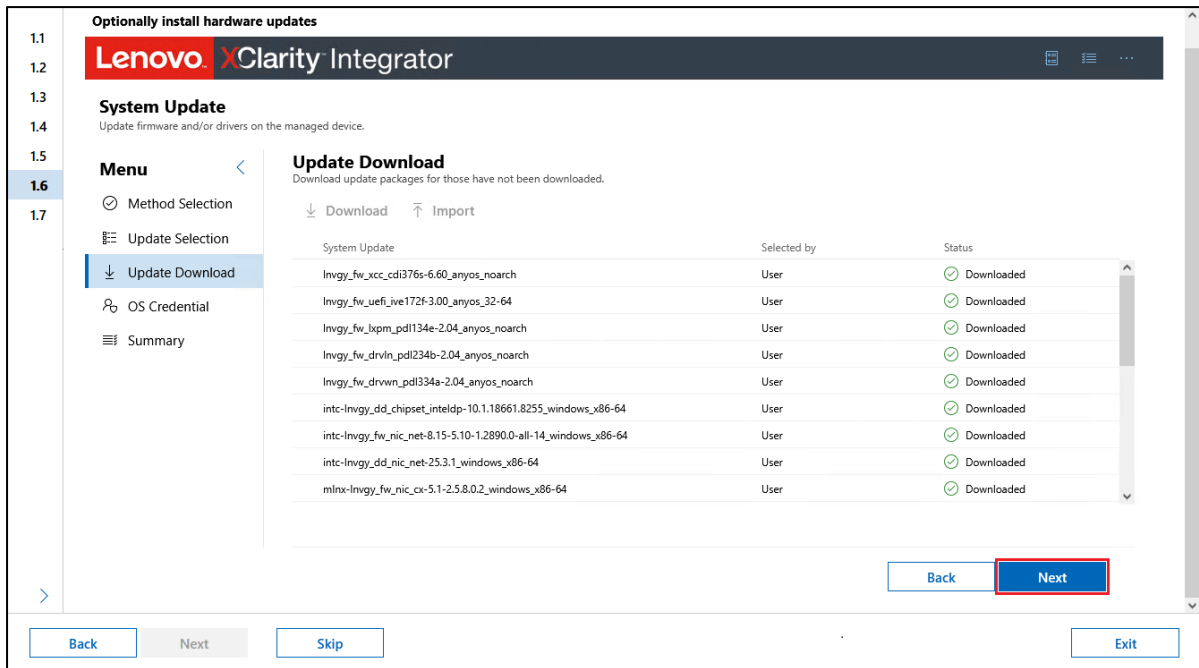 Optionally install hardware updates
1.1
1.2
1.3
1.4
1.5
1.6
1.7
Lenovo. XClarity Integrator
System Update
Update firmware and/or drivers on the managed device.
Menu
Method Selection
Update Selection
Update Download
OS Credential
Summary
Update Download
Download update packages for those have not been downloaded.
Download Import
System Update Selected by Status
lnvgy_fw_xcc_cdi376s-6.60_anyos_noarch User Downloaded
lnvgy_fw_uefi_ive172f-3.00_anyos_32-64 User Downloaded
lnvgy_fw_lxpm_pdl134e-2.04_anyos_noarch User Downloaded
lnvgy_fw_drvln_pdl234b-2.04_anyos_noarch User Downloaded
lnvgy_fw_drvwn_pdl334a-2.04_anyos_noarch User Downloaded
intc-lnvgy_dd_chipset_inteldp-10.1.18661.8255_windows_x86-64 User Downloaded
intc-lnvgy_fw_nic_net-8.15-5.10-1.2890.0-all-14_windows_x86-64 User Downloaded
intc-lnvgy_dd_nic_net-25.3.1_windows_x86-64 User Downloaded
mlnx-lnvgy_fw_nic_cx-5.1-2.5.8.0.2_windows_x86-64 User Downloaded
Back Next
Back Next Skip Exit